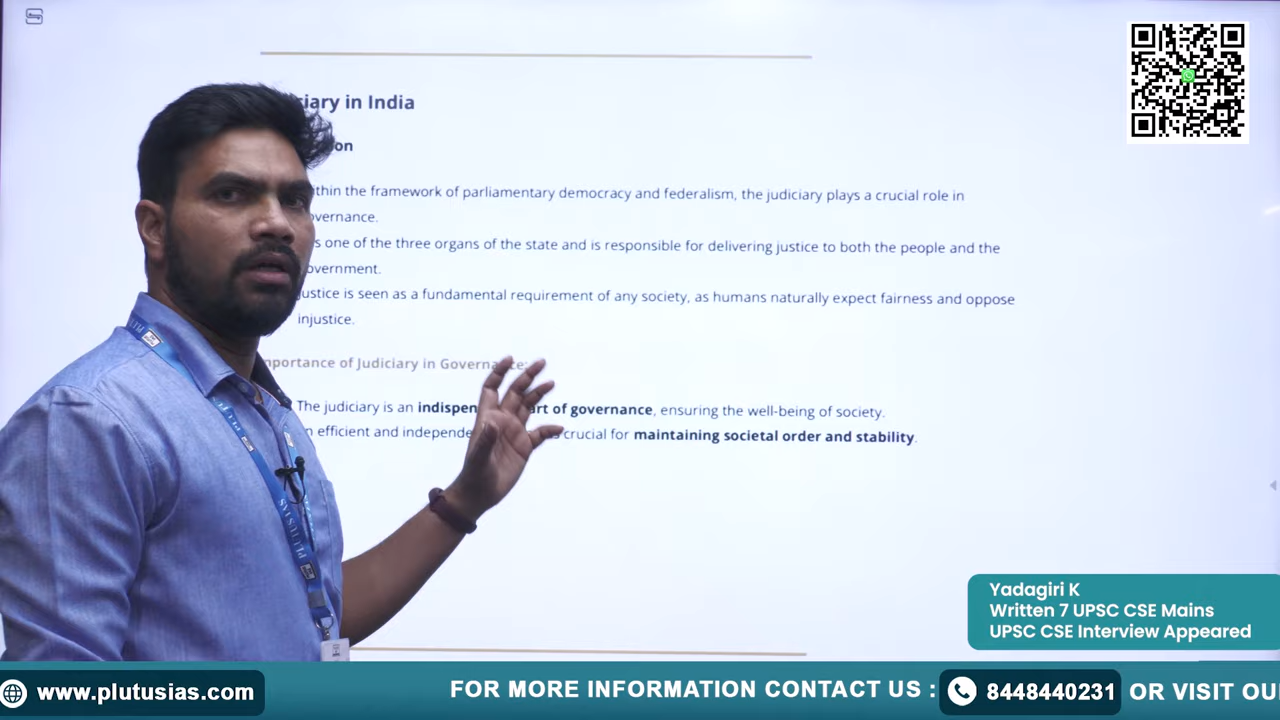 iary in India
on
thin the framework of parliamentary democracy and federalism, the judiciary plays a crucial role in
overnance.
s one of the three organs of the state and is responsible for delivering justice to both the people and the
overnment.
ustice is seen as a fundamental requirement of any society, as humans naturally expect fairness and oppose
injustice.
mportance of Judiciary in Governance:
The judiciary is an indispen art of governance, ensuring the well-being of society.
n efficient and independe crucial for maintaining societal order and stability.
PLUTUS IAS
Yadagiri K
Written 7 UPSC CSE Mains
UPSC CSE Interview Appeared
www.plutusias.com
FOR MORE INFORMATION CONTACT US :
8448440231
OR VISIT OU